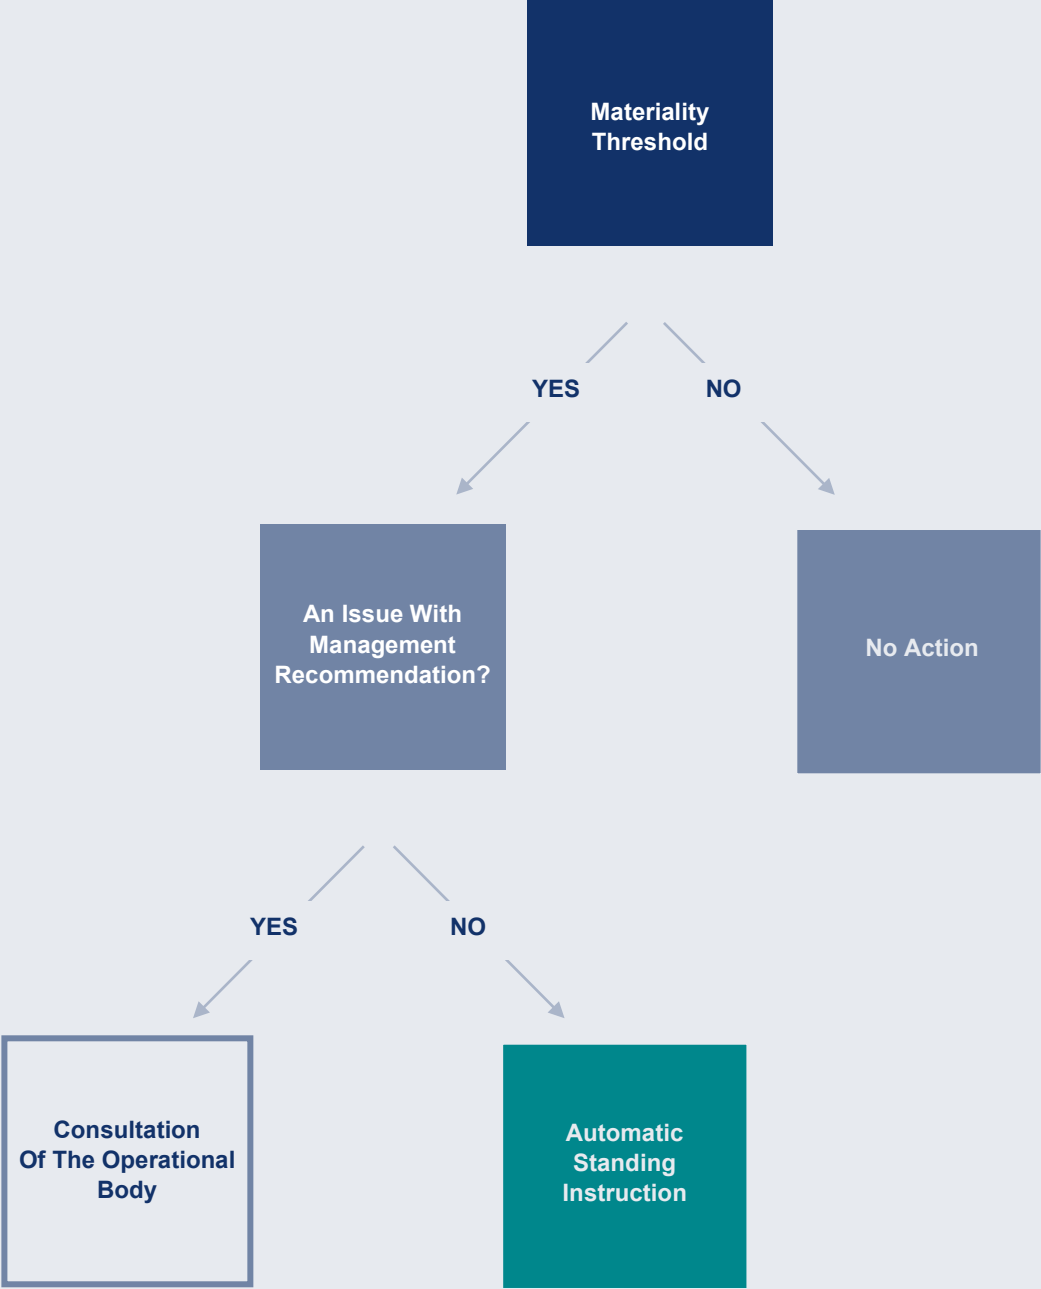 Materiality
Threshold
YES
NO
An Issue With
Management
Recommendation?
No Action
YES
NO
Consultation
Of The Operational
Body
Automatic
Standing
Instruction